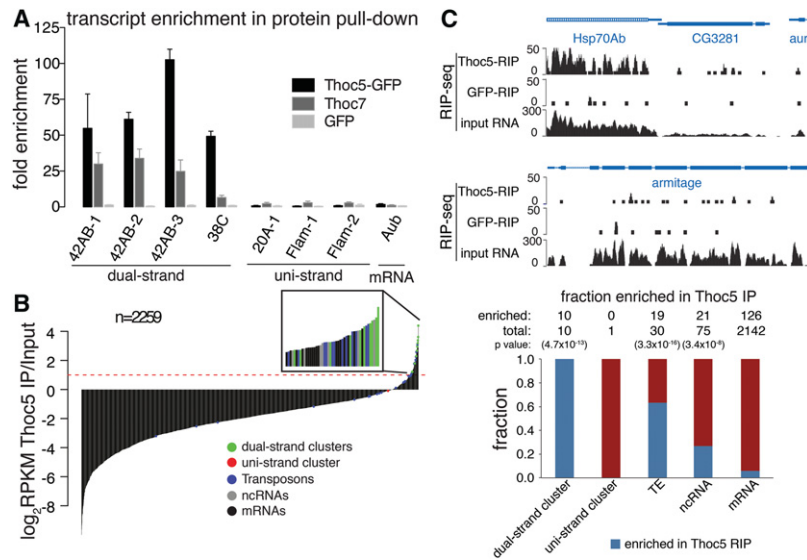 A transcript enrichment in protein pull-down
fold enrichment
125
100
75
50
25
0
Thoc5-GFP
Thoc7
GFP
42AB-1
42AB-2
42AB-3
38C
20A-1
Flam-1
Flam-2
Aub
dual-strand
uni-strand
mRNA
B
n=2259
log2RPKM Thoc5 IP/Input
4
2
0
-2
-4
-6
-8
dual-strand clusters
uni-strand cluster
Transposons
ncRNAs
mRNAs
C
Hsp70Ab
CG3281
aur
RIP-seq
Thoc5-RIP
50
0
GFP-RIP
50
0
input RNA
300
0
armitage
RIP-seq
Thoc5-RIP
50
0
GFP-RIP
50
0
input RNA
300
0
fraction enriched in Thoc5 IP
enriched: 10 0 19 21 126
total: 10 1 30 75 2142
p value: (4.7x10-13) (3.3x10-16) (3.4x10-8)
fraction
1.0
0.8
0.6
0.4
0.2
0.0
dual-strand cluster
uni-strand cluster
TE
ncRNA
mRNA
enriched in Thoc5 RIP